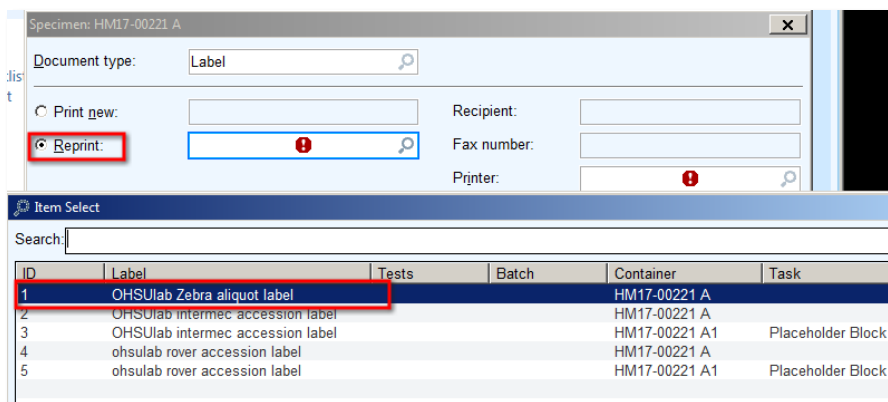 Specimen: HM17-00221 A
Document type: Label
:lis
t
Print new: Recipient:
Reprint: Fax number:
Printer:
Item Select
Search:
ID Label Tests Batch Container Task
1 OHSUlab Zebra aliquot label HM17-00221 A
2 OHSUlab intermec accession label HM17-00221 A
3 OHSUlab intermec accession label HM17-00221 A1 Placeholder Block
4 ohsulab rover accession label HM17-00221 A
5 ohsulab rover accession label HM17-00221 A1 Placeholder Block